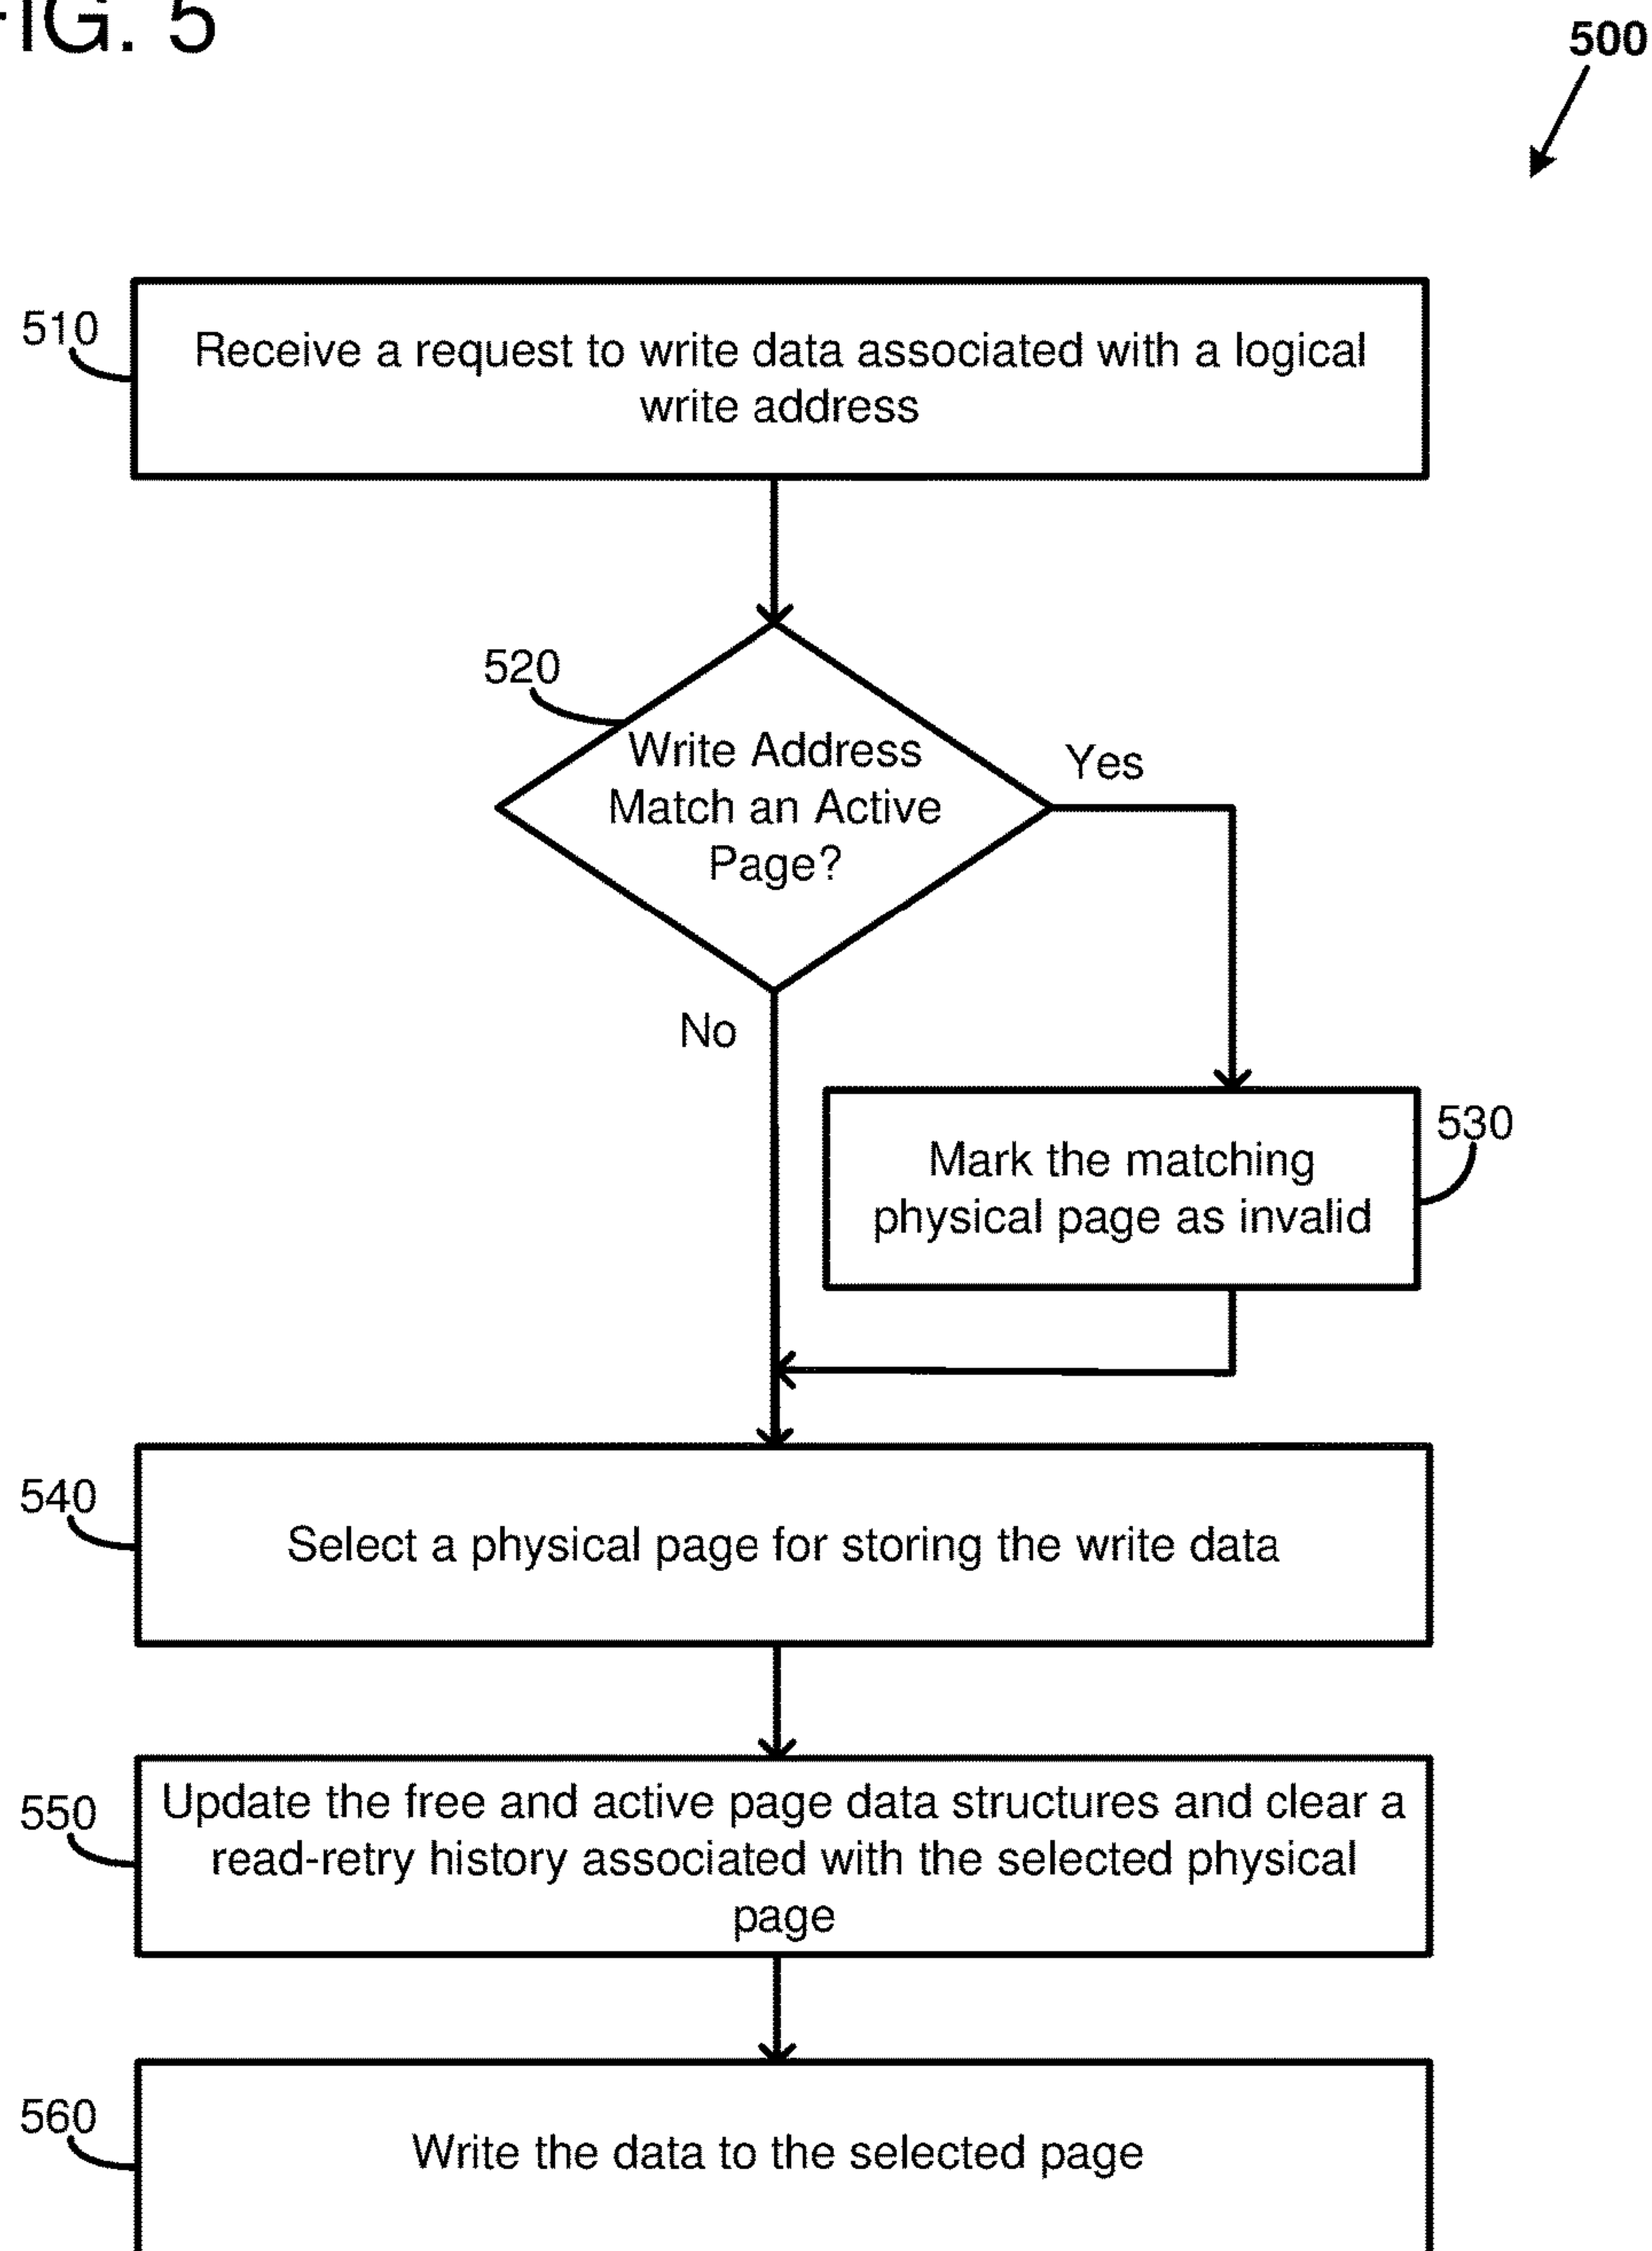 FIG. 5
500
510
Receive a request to write data associated with a logical
write address
520
Write Address
Match an Active
Page?
Yes
No
530
Mark the matching
physical page as invalid
540
Select a physical page for storing the write data
550
Update the free and active page data structures and clear a
read-retry history associated with the selected physical
page
560
Write the data to the selected page